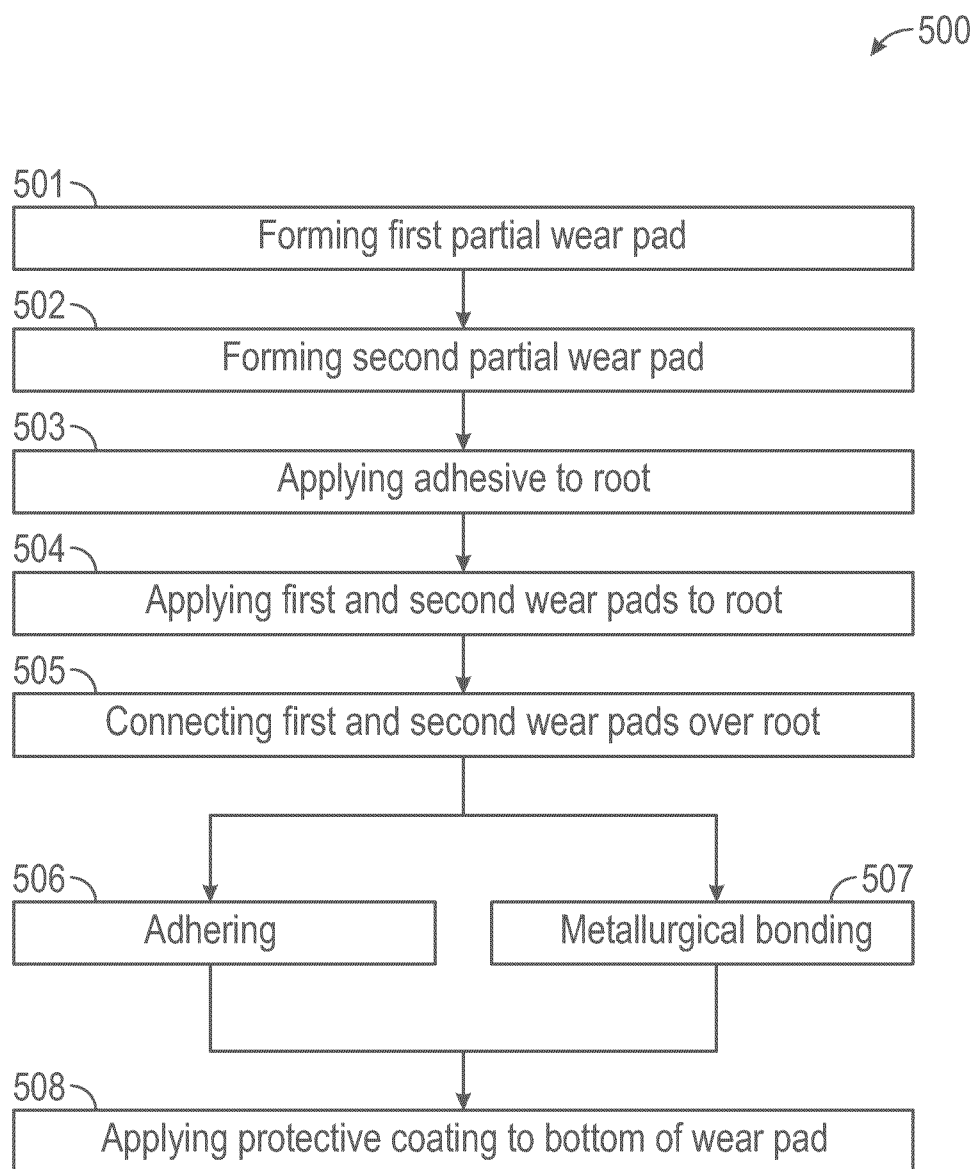 500
501
Forming first partial wear pad
502
Forming second partial wear pad
503
Applying adhesive to root
504
Applying first and second wear pads to root
505
Connecting first and second wear pads over root
506
507
Adhering
Metallurgical bonding
508
Applying protective coating to bottom of wear pad